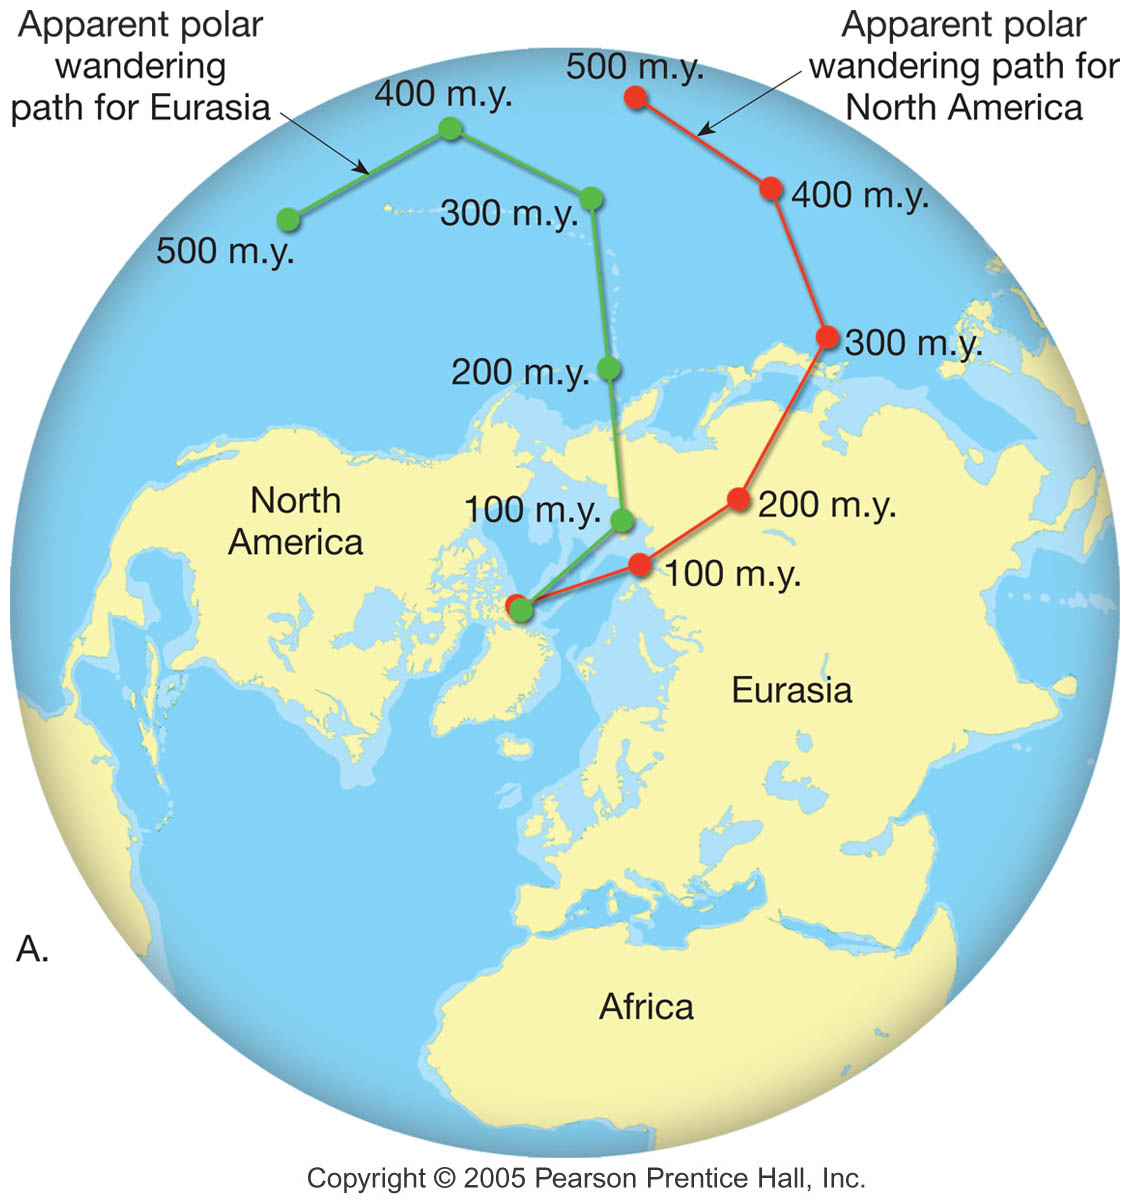 Apparent polar
wandering
path for Eurasia
Apparent polar
wandering path for
North America
500 m.y.
400 m.y.
400 m.y.
300 m.y.
500 m.y.
300 m.y.
200 m.y.
North
America
100 m.y.
200 m.y.
100 m.y.
Eurasia
A.
Africa
Copyright © 2005 Pearson Prentice Hall, Inc.